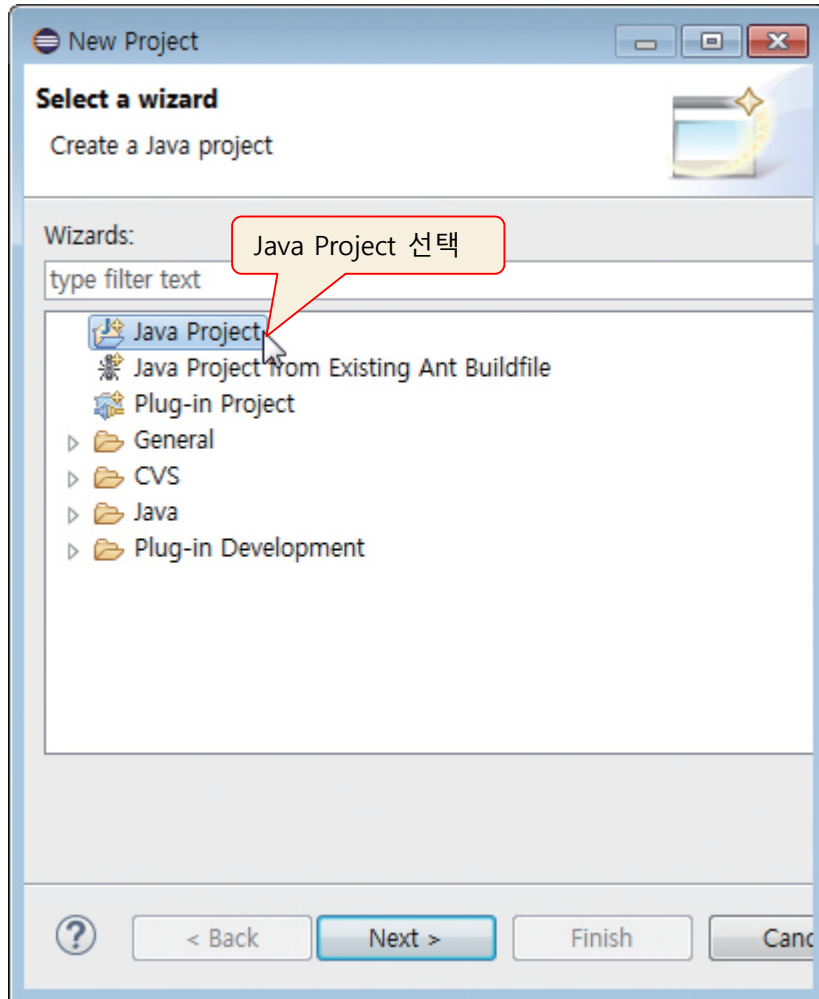 New Project
Select a wizard
Create a Java project
Wizards:
Java Project 선택
type filter text
Java Project
Java Project from Existing Ant Buildfile
Plug-in Project
General
CVS
Java
Plug-in Development
? < Back Next > Finish Canc